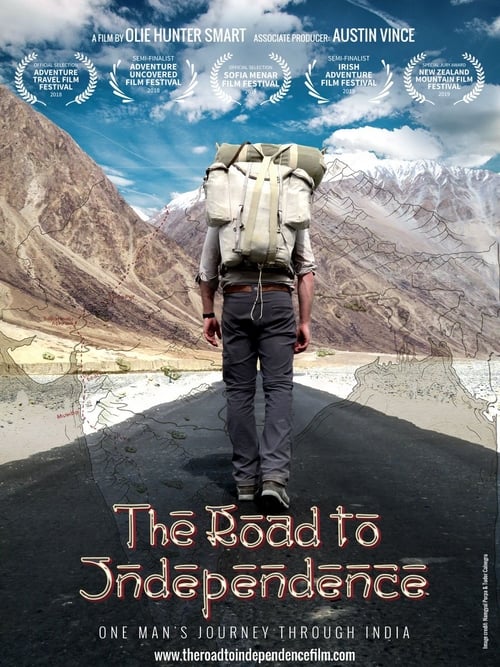 A FILM BY OLIE HUNTER SMART ASSOCIATE PRODUCER: AUSTIN VINCE
OFFICIAL SELECTION
ADVENTURE
TRAVEL FILM
FESTIVAL
2018
SEMI-FINALIST
ADVENTURE
UNCOVERED
FILM FESTIVAL
2018
OFFICIAL SELECTION
SOFIA MENAR
FILM FESTIVAL
SEMI-FINALIST
IRISH
ADVENTURE
FILM FESTIVAL
SPECIAL JURY AWARD
NEW ZEALAND
MOUNTAIN FILM
FESTIVAL
2019
The Road to
Independence
ONE MAN'S JOURNEY THROUGH INDIA
www.theroadtoindependencefilm.com